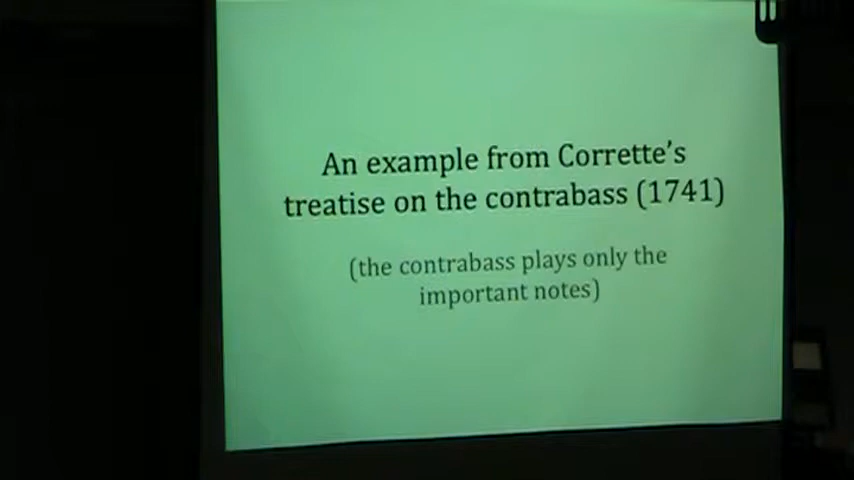 An example from Corrette's
treatise on the contrabass (1741)
(the contrabass plays only the
important notes)